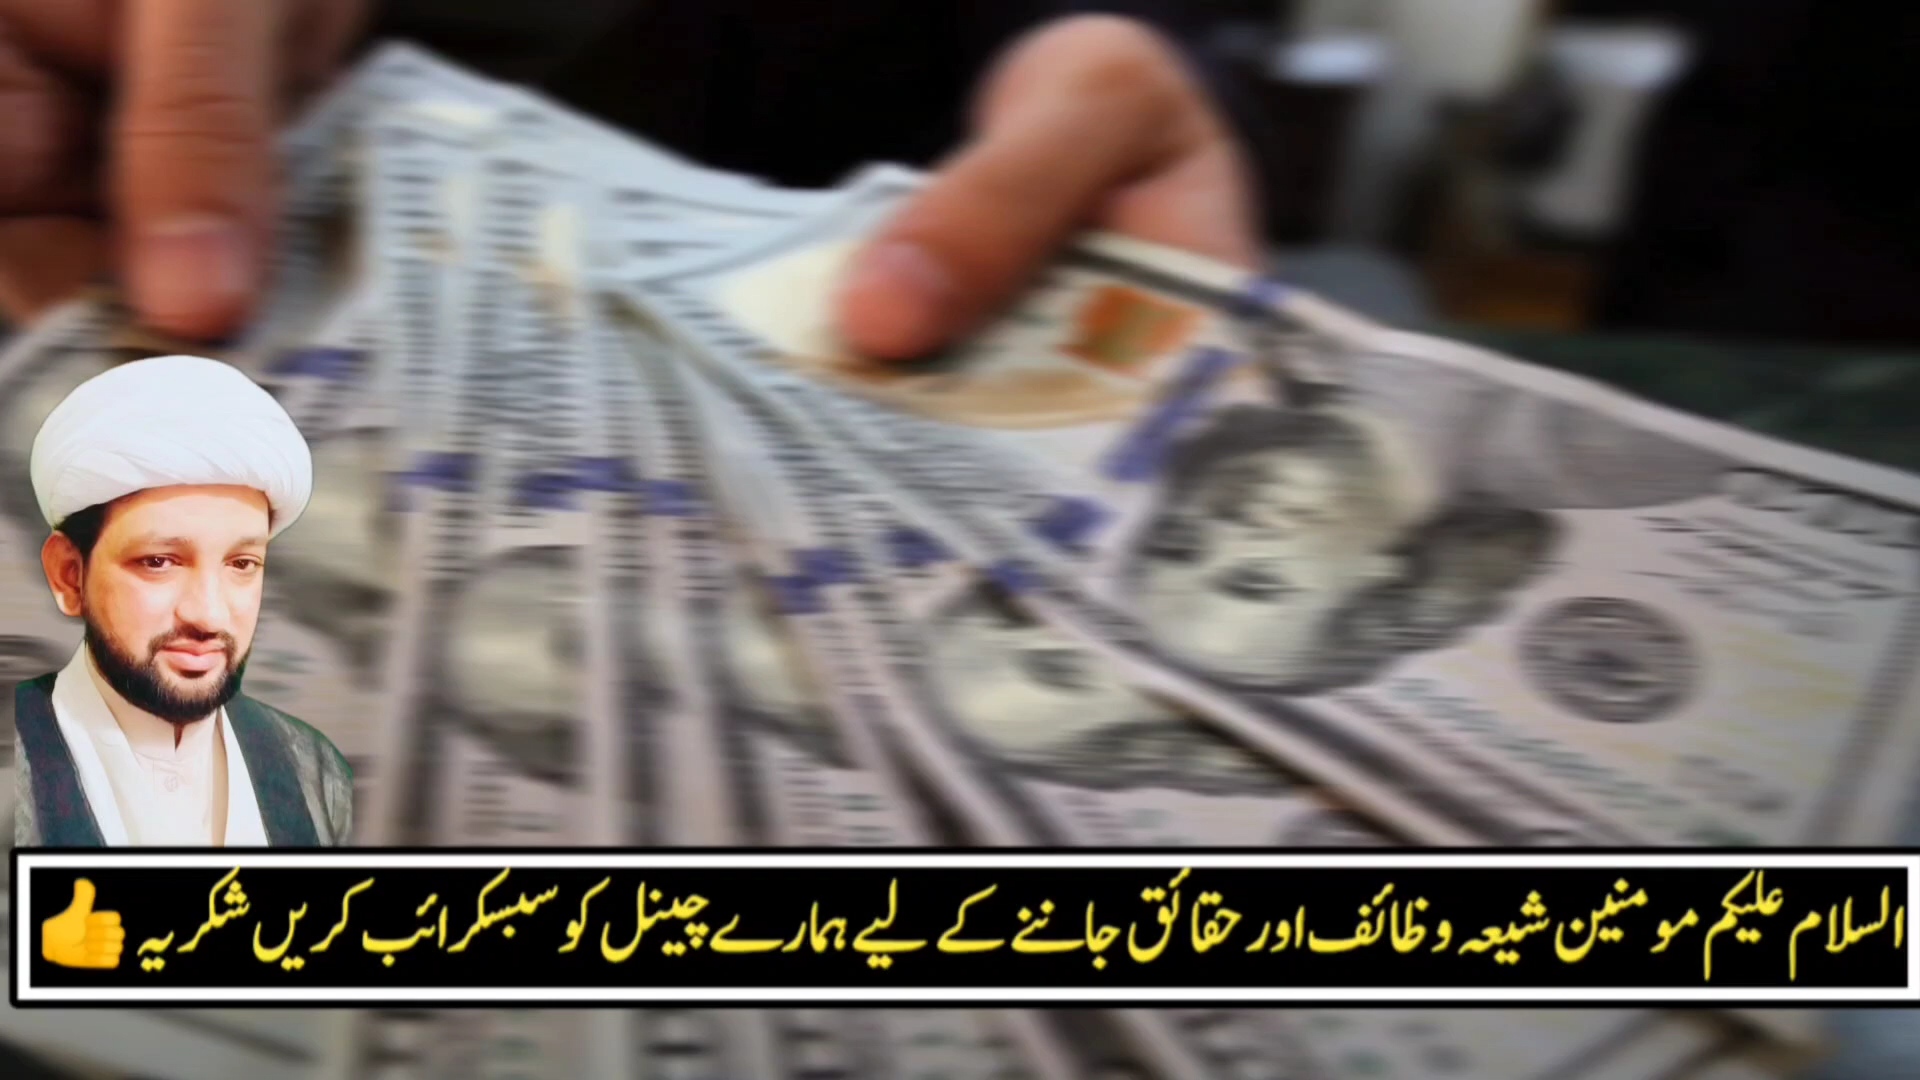 السلام علیکم مومنین شیعہ وظائف اور حقائق جاننے کے لیے ہمارے چینل کو سبسکرائب کریں شکریہ 👍